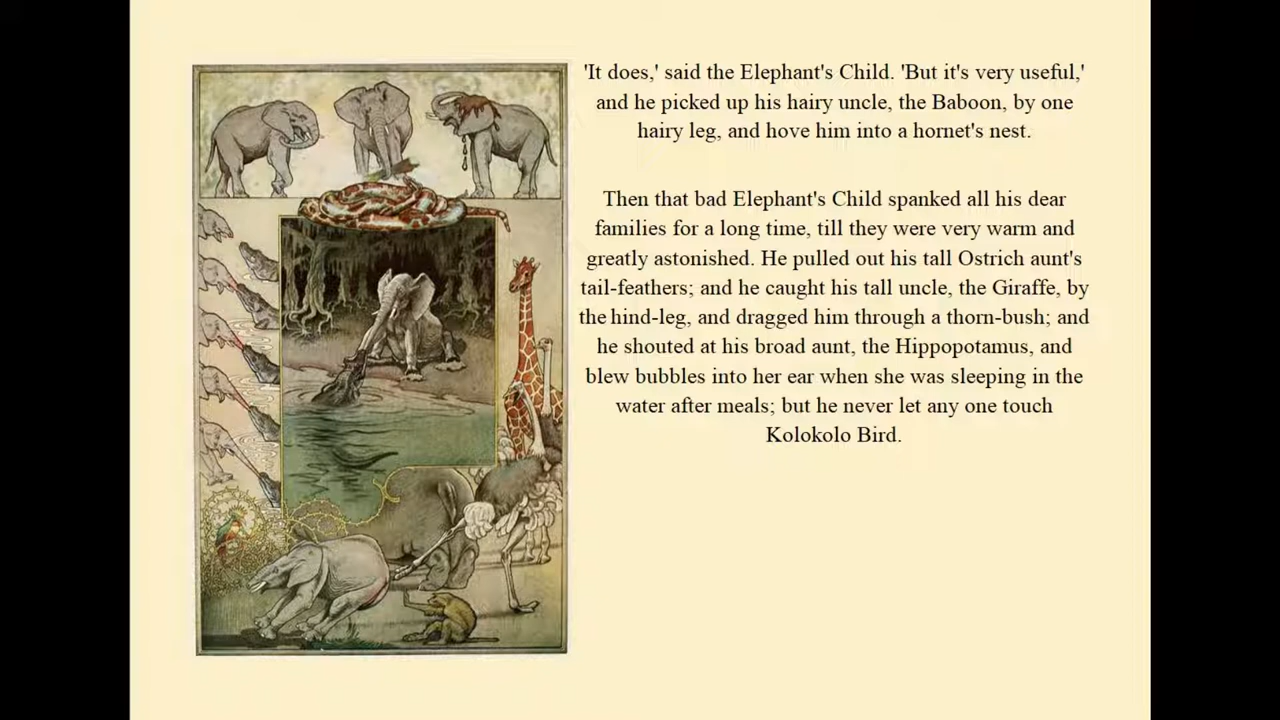 'It does,' said the Elephant's Child. 'But it's very useful,'
and he picked up his hairy uncle, the Baboon, by one
hairy leg, and hove him into a hornet's nest.
Then that bad Elephant's Child spanked all his dear
families for a long time, till they were very warm and
greatly astonished. He pulled out his tall Ostrich aunt's
tail-feathers; and he caught his tall uncle, the Giraffe, by
the hind-leg, and dragged him through a thorn-bush; and
he shouted at his broad aunt, the Hippopotamus, and
blew bubbles into her ear when she was sleeping in the
water after meals; but he never let any one touch
Kolokolo Bird.